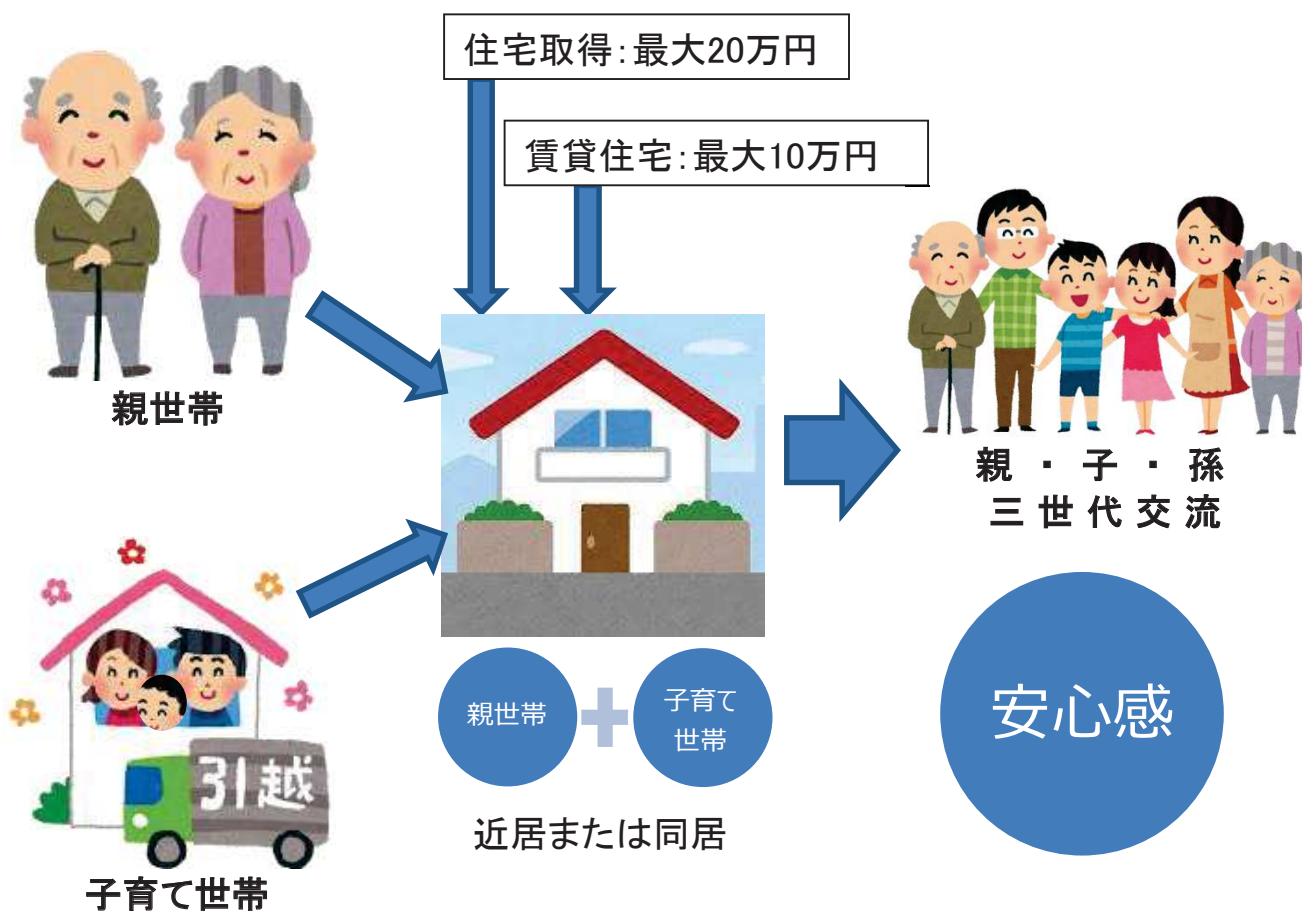 住宅取得：最大20万円
賃貸住宅：最大10万円
親世帯
親・子・孫
三世代交流
引越
子育て世帯
親世帯
子育て
世帯
近居または同居
安心感